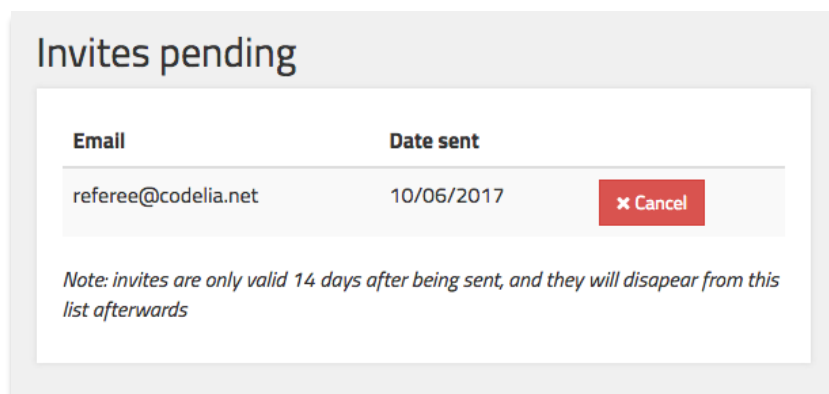 Invites pending
Email Date sent
referee@codelia.net 10/06/2017 ✖ Cancel
Note: invites are only valid 14 days after being sent, and they will disapear from this
list afterwards